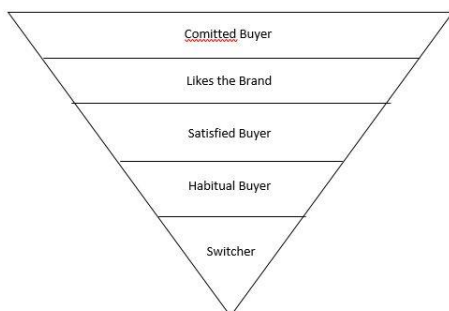 Comitted Buyer
Likes the Brand
Satisfied Buyer
Habitual Buyer
Switcher